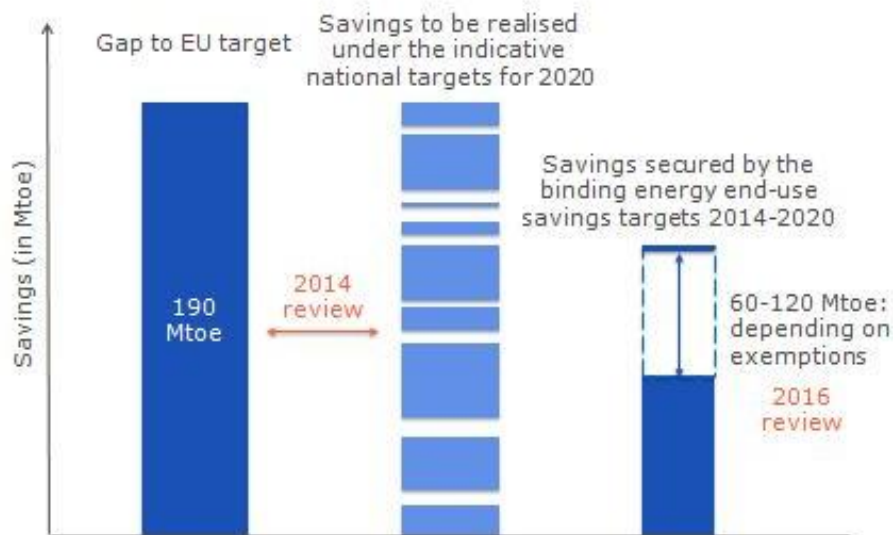 Gap to EU target
Savings to be realised
under the indicative
national targets for 2020
Savings secured by the
binding energy end-use
savings targets 2014-2020
Savings (in Mtoe)
190
Mtoe
2014
review
60-120 Mtoe:
depending on
exemptions
2016
review